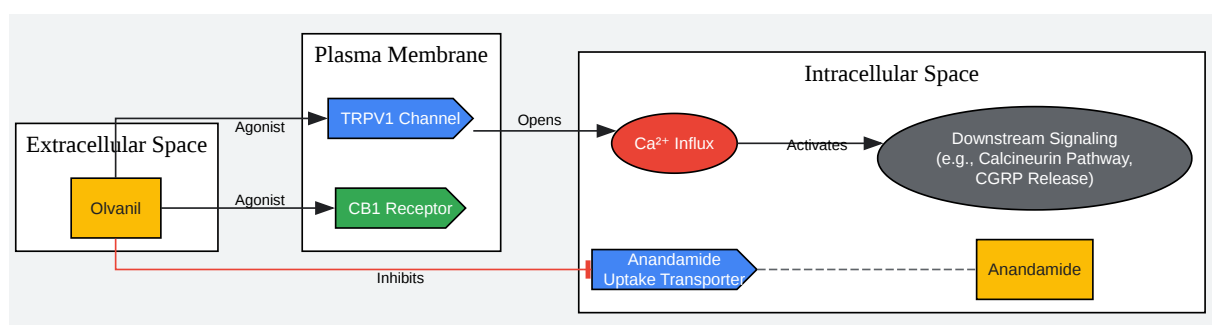 Plasma Membrane
Intracellular Space
Extracellular Space
TRPV1 Channel
Agonist
Opens
Ca²⁺ Influx
Activates
Downstream Signaling
(e.g., Calcineurin Pathway,
CGRP Release)
Olvanil
Agonist
CB1 Receptor
Inhibits
Anandamide
Uptake Transporter
Anandamide